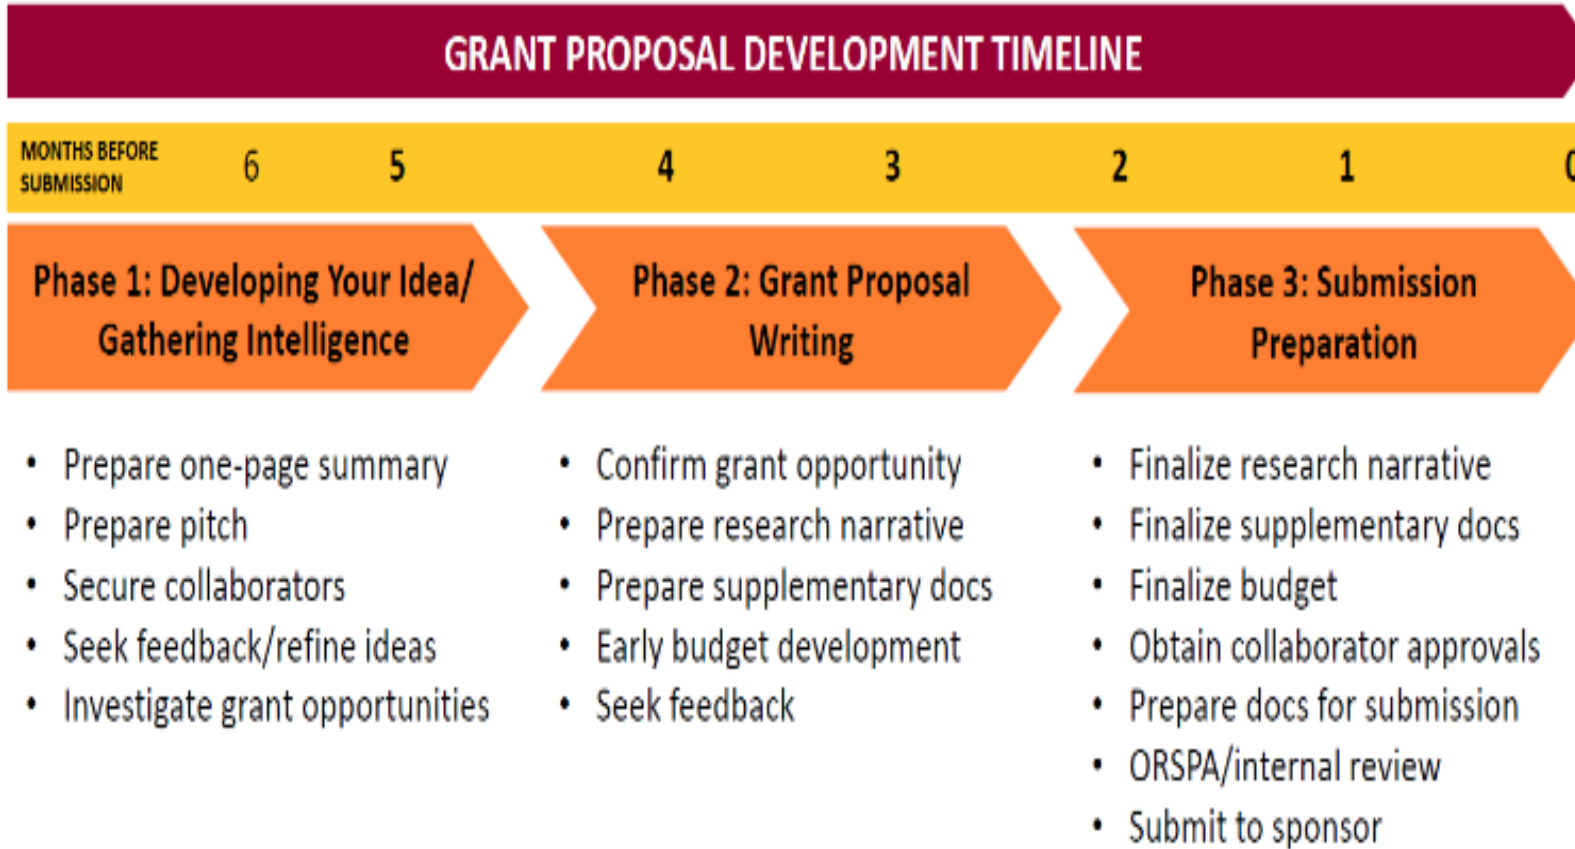 GRANT PROPOSAL DEVELOPMENT TIMELINE
MONTHS BEFORE
SUBMISSION
6 5 4 3 2 1 0
Phase 1: Developing Your Idea/
Gathering Intelligence
• Prepare one-page summary
• Prepare pitch
• Secure collaborators
• Seek feedback/refine ideas
• Investigate grant opportunities
Phase 2: Grant Proposal
Writing
• Confirm grant opportunity
• Prepare research narrative
• Prepare supplementary docs
• Early budget development
• Seek feedback
Phase 3: Submission
Preparation
• Finalize research narrative
• Finalize supplementary docs
• Finalize budget
• Obtain collaborator approvals
• Prepare docs for submission
• ORSPA/internal review
• Submit to sponsor